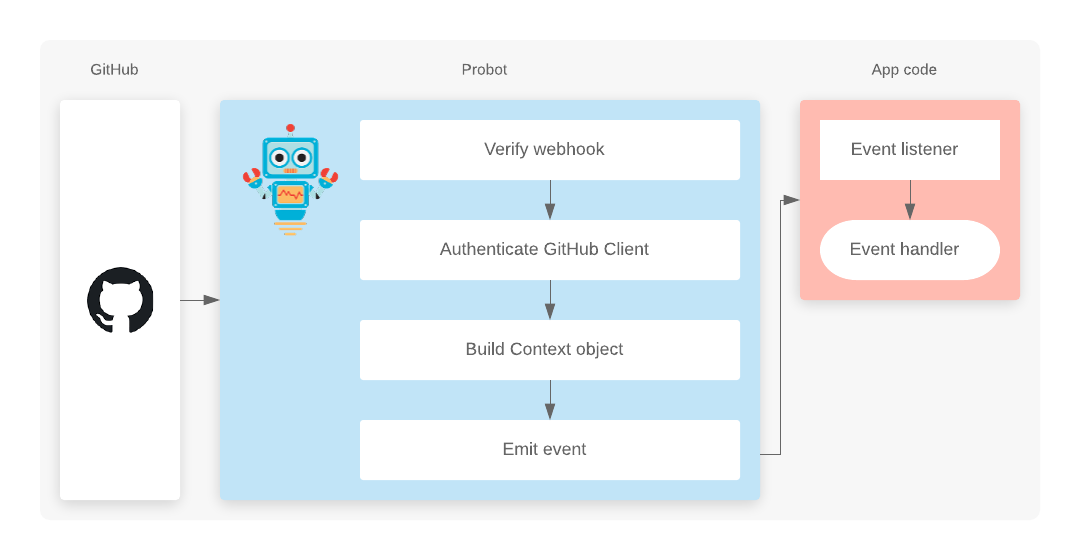 GitHub
Probot
App code
Verify webhook
Authenticate GitHub Client
Build Context object
Emit event
Event listener
Event handler